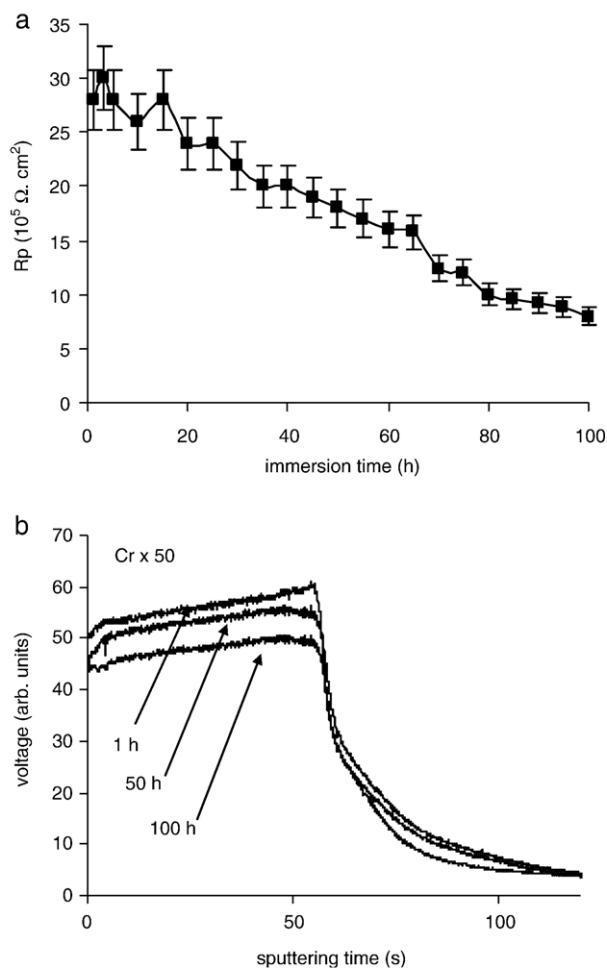 a
35
30
25
20
15
10
5
0
Rp (10⁵ Ω. cm²)
0 20 40 60 80 100
immersion time (h)
b
70
60
50
40
30
20
10
0
voltage (arb. units)
Cr x 50
1 h
50 h
100 h
0 50 100
sputtering time (s)